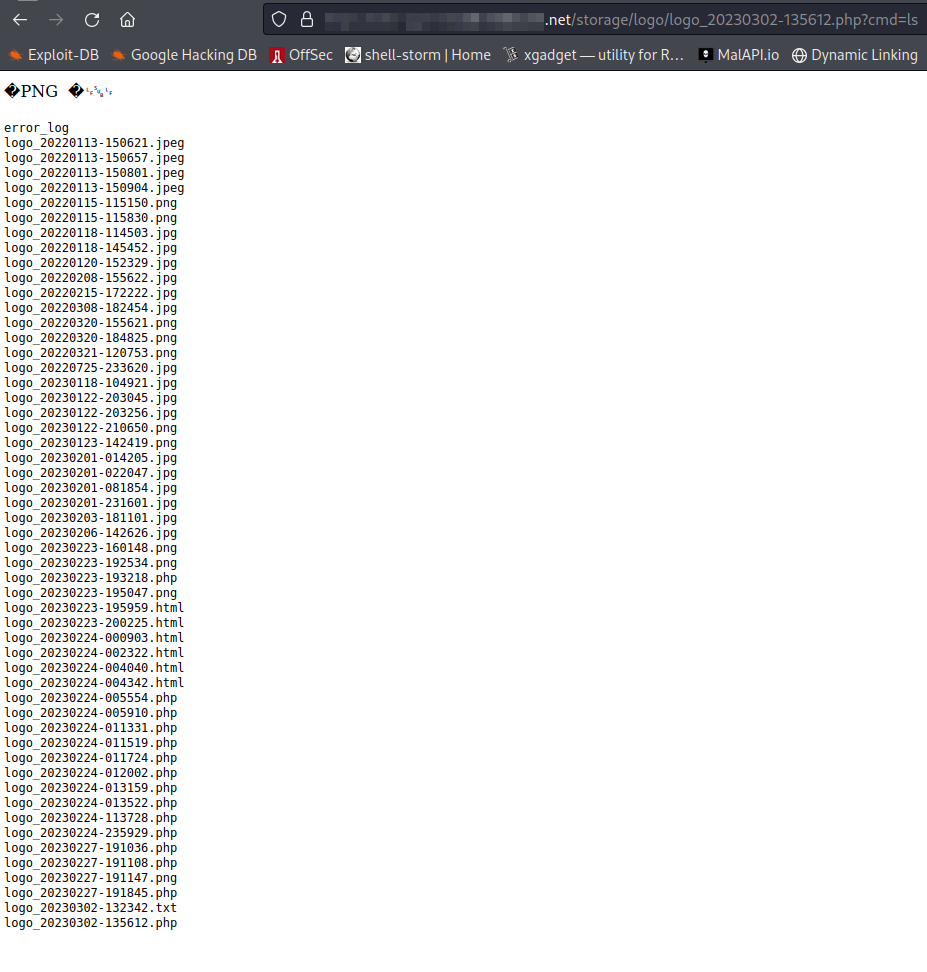 .net/storage/logo/logo_20230302-135612.php?cmd=ls
Exploit-DB Google Hacking DB OffSec shell-storm | Home xgadget — utility for R... MalAPI.io Dynamic Linking
�PNG �
error_log
logo_20220113-150621.jpeg
logo_20220113-150657.jpeg
logo_20220113-150801.jpeg
logo_20220113-150904.jpeg
logo_20220115-115150.png
logo_20220115-115830.png
logo_20220118-114503.jpg
logo_20220118-145452.jpg
logo_20220120-152329.jpg
logo_20220208-155622.jpg
logo_20220215-172222.jpg
logo_20220308-182454.jpg
logo_20220320-155621.png
logo_20220320-184825.png
logo_20220321-120753.png
logo_20220725-233620.jpg
logo_20230118-104921.jpg
logo_20230122-203045.jpg
logo_20230122-203256.jpg
logo_20230122-210650.png
logo_20230123-142419.png
logo_20230201-014205.jpg
logo_20230201-022047.jpg
logo_20230201-081854.jpg
logo_20230201-231601.jpg
logo_20230203-181101.jpg
logo_20230206-142626.jpg
logo_20230223-160148.png
logo_20230223-192534.png
logo_20230223-193218.php
logo_20230223-195047.png
logo_20230223-195959.html
logo_20230223-200225.html
logo_20230224-000903.html
logo_20230224-002322.html
logo_20230224-004040.html
logo_20230224-004342.html
logo_20230224-005554.php
logo_20230224-005910.php
logo_20230224-011331.php
logo_20230224-011519.php
logo_20230224-011724.php
logo_20230224-012002.php
logo_20230224-013159.php
logo_20230224-013522.php
logo_20230224-113728.php
logo_20230224-235929.php
logo_20230227-191036.php
logo_20230227-191108.php
logo_20230227-191147.png
logo_20230227-191845.php
logo_20230302-132342.txt
logo_20230302-135612.php